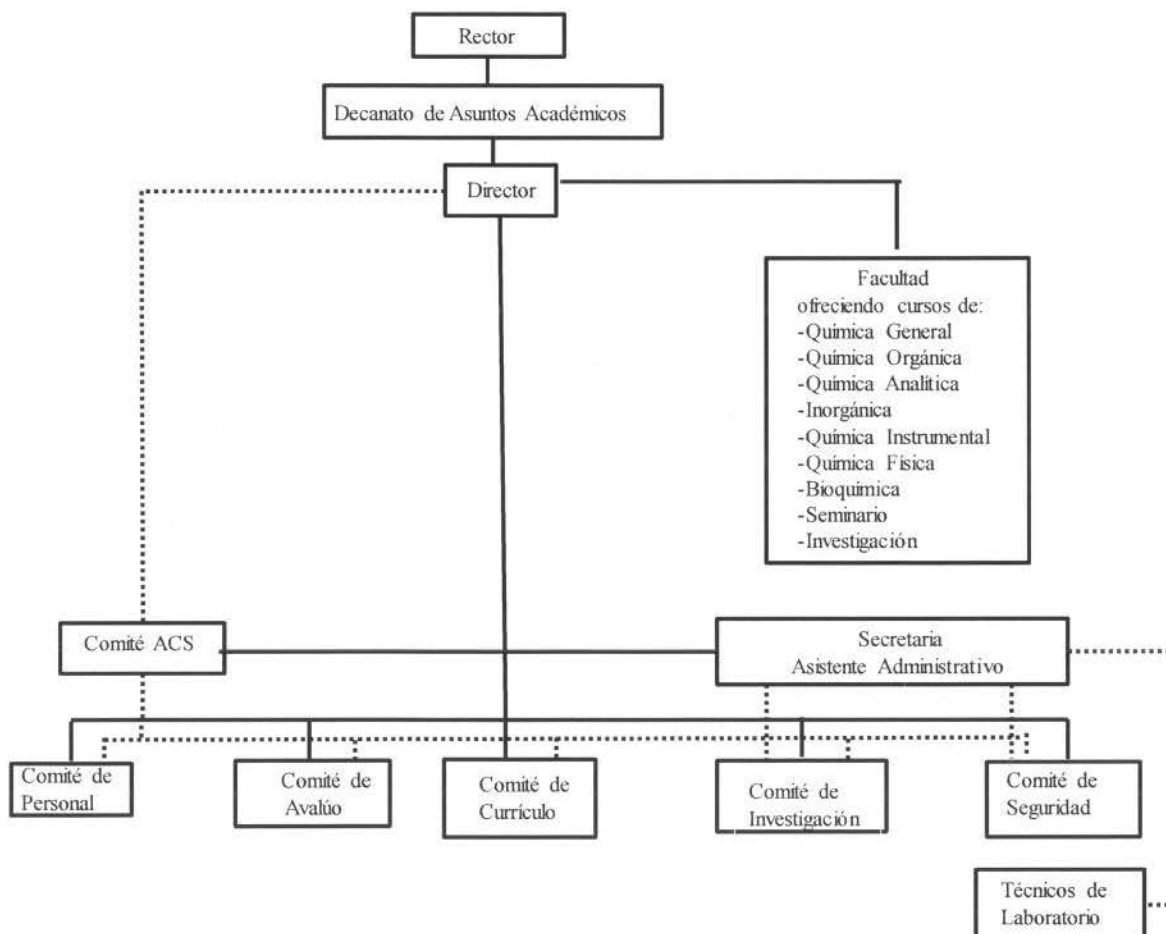 Rector
Decanato de Asuntos Académicos
Director
Facultad
ofreciendo cursos de:
-Química General
-Química Orgánica
-Química Analítica
-Inorgánica
-Química Instrumental
-Química Física
-Bioquímica
-Seminario
-Investigación
Comité ACS
Secretaria
Asistente Administrativo
Comité de
Personal
Comité de
Avalúo
Comité de
Currículo
Comité de
Investigación
Comité de
Seguridad
Técnicos de
Laboratorio